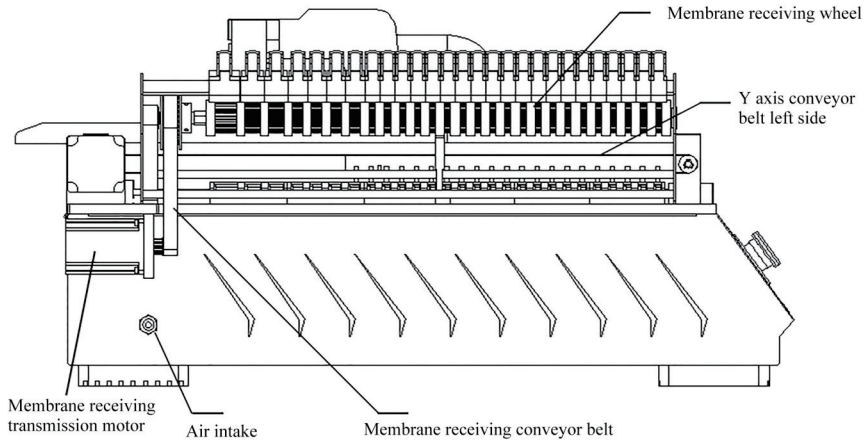 Membrane receiving wheel
Y axis conveyor
belt left side
Membrane receiving
transmission motor
Air intake
Membrane receiving conveyor belt